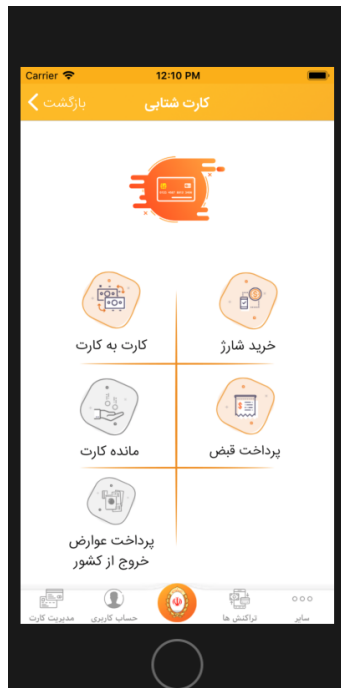 Carrier 12:10 PM
کارت شتابی
بازگشت
خرید شارژ
کارت به کارت
پرداخت قبض
مانده کارت
پرداخت عوارض
خروج از کشور
سایر
تراکنش ها
حساب کاربری
مدیریت کارت